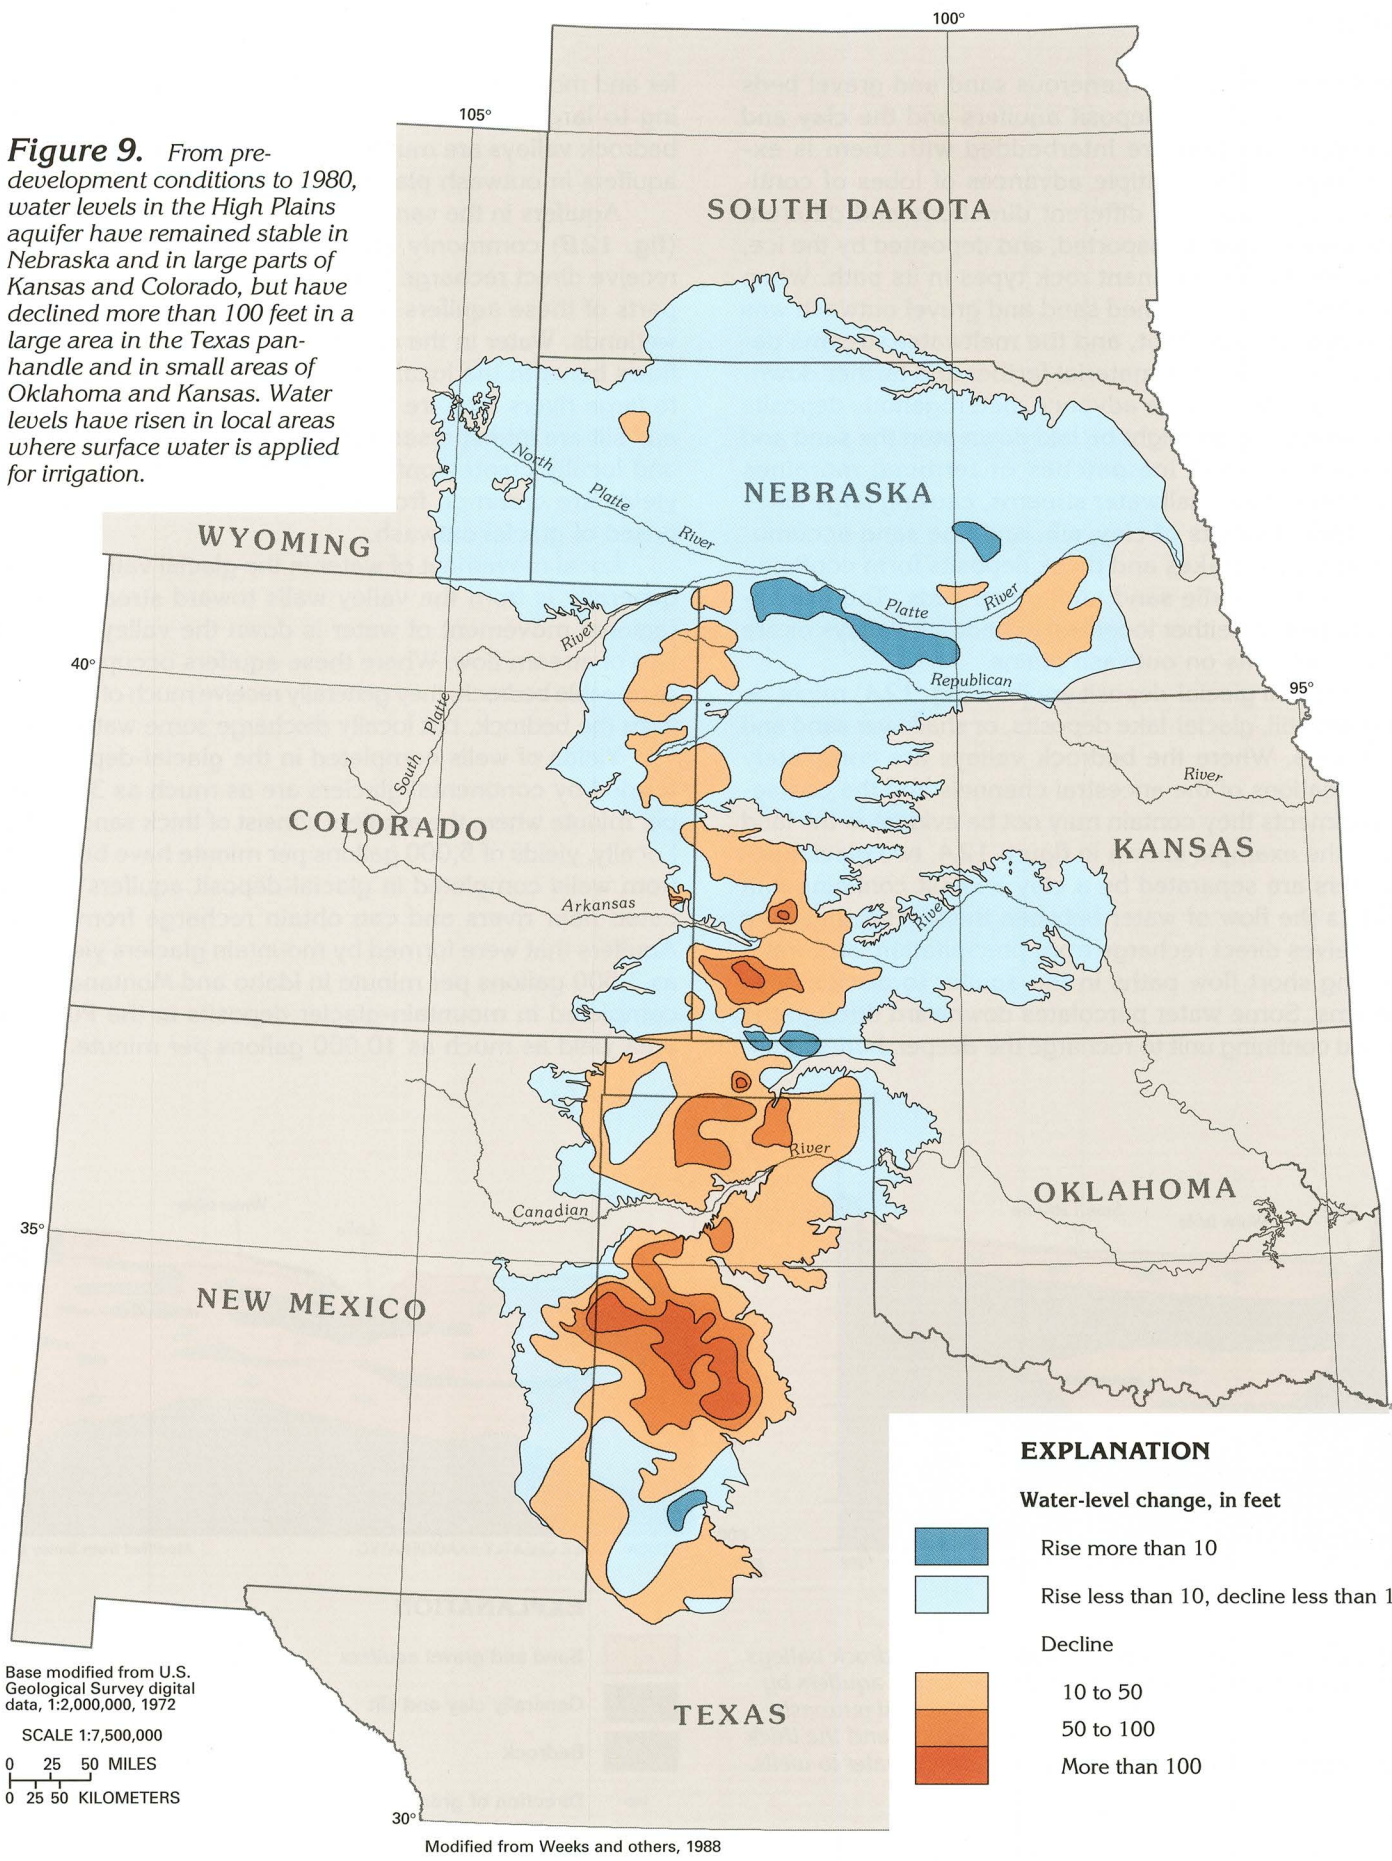 100°
105°
Figure 9. From pre-
development conditions to 1980,
water levels in the High Plains
aquifer have remained stable in
Nebraska and in large parts of
Kansas and Colorado, but have
declined more than 100 feet in a
large area in the Texas pan-
handle and in small areas of
Oklahoma and Kansas. Water
levels have risen in local areas
where surface water is applied
for irrigation.
SOUTH DAKOTA
North
Platte
River
NEBRASKA
WYOMING
Platte
River
River
40°
Republican
95°
South Platte
River
COLORADO
KANSAS
Arkansas
River
River
OKLAHOMA
Canadian
35°
NEW MEXICO
EXPLANATION
Water-level change, in feet
Rise more than 10
Rise less than 10, decline less than 1
Decline
10 to 50
50 to 100
More than 100
Base modified from U.S.
Geological Survey digital
data, 1:2,000,000, 1972
SCALE 1:7,500,000
0 25 50 MILES
0 25 50 KILOMETERS
TEXAS
30°
Modified from Weeks and others, 1988